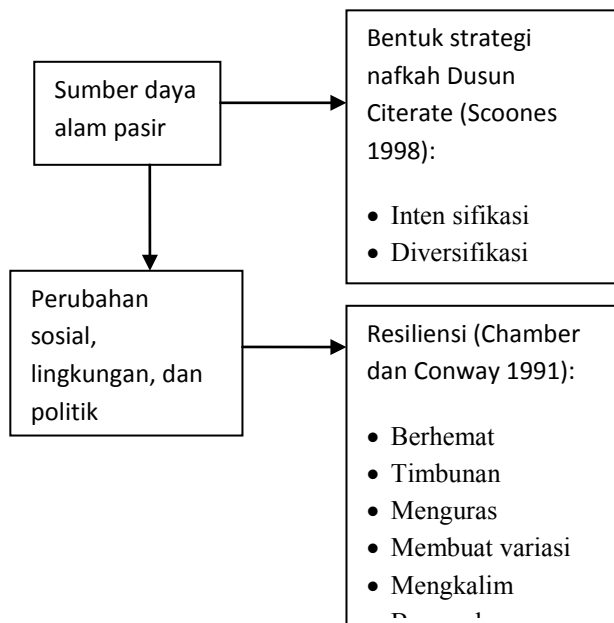 Sumber daya
alam pasir
Bentuk strategi
nafkah Dusun
Citerate (Scoones
1998):
• Inten sifikasi
• Diversifikasi
Perubahan
sosial,
lingkungan, dan
politik
Resiliensi (Chamber
dan Conway 1991):
• Berhemat
• Timbunan
• Menguras
• Membuat variasi
• Mengkalim